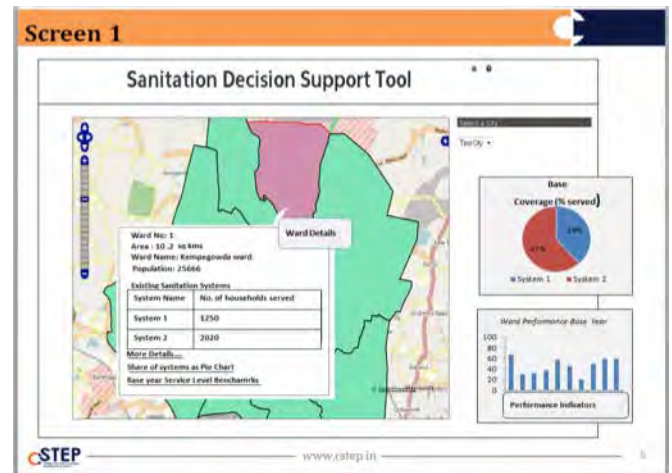 Screen 1
Sanitation Decision Support Tool
Select a City
Test City
Ward Details
Ward No: 1
Area : 10 .2 sq kms
Ward Name: Kempegowda ward
Population: 25666
Existing Sanitation Systems
System Name No. of households served
System 1 1250
System 2 2020
More Details....
Share of systems as Pie Chart
Base year Service Level Benchamrks
Base
Coverage (% served)
System 1 System 2
Ward Performance-Base Year
100
80
60
40
20
0
Performance Indicators
CSTEP
www.cstep.in